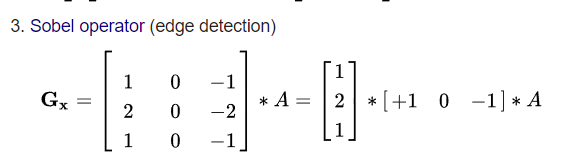 3. Sobel operator (edge detection)
1 0 −1 1
Gₓ = 2 0 −2 * A = 2 * [+1 0 −1] * A
1 0 −1 1